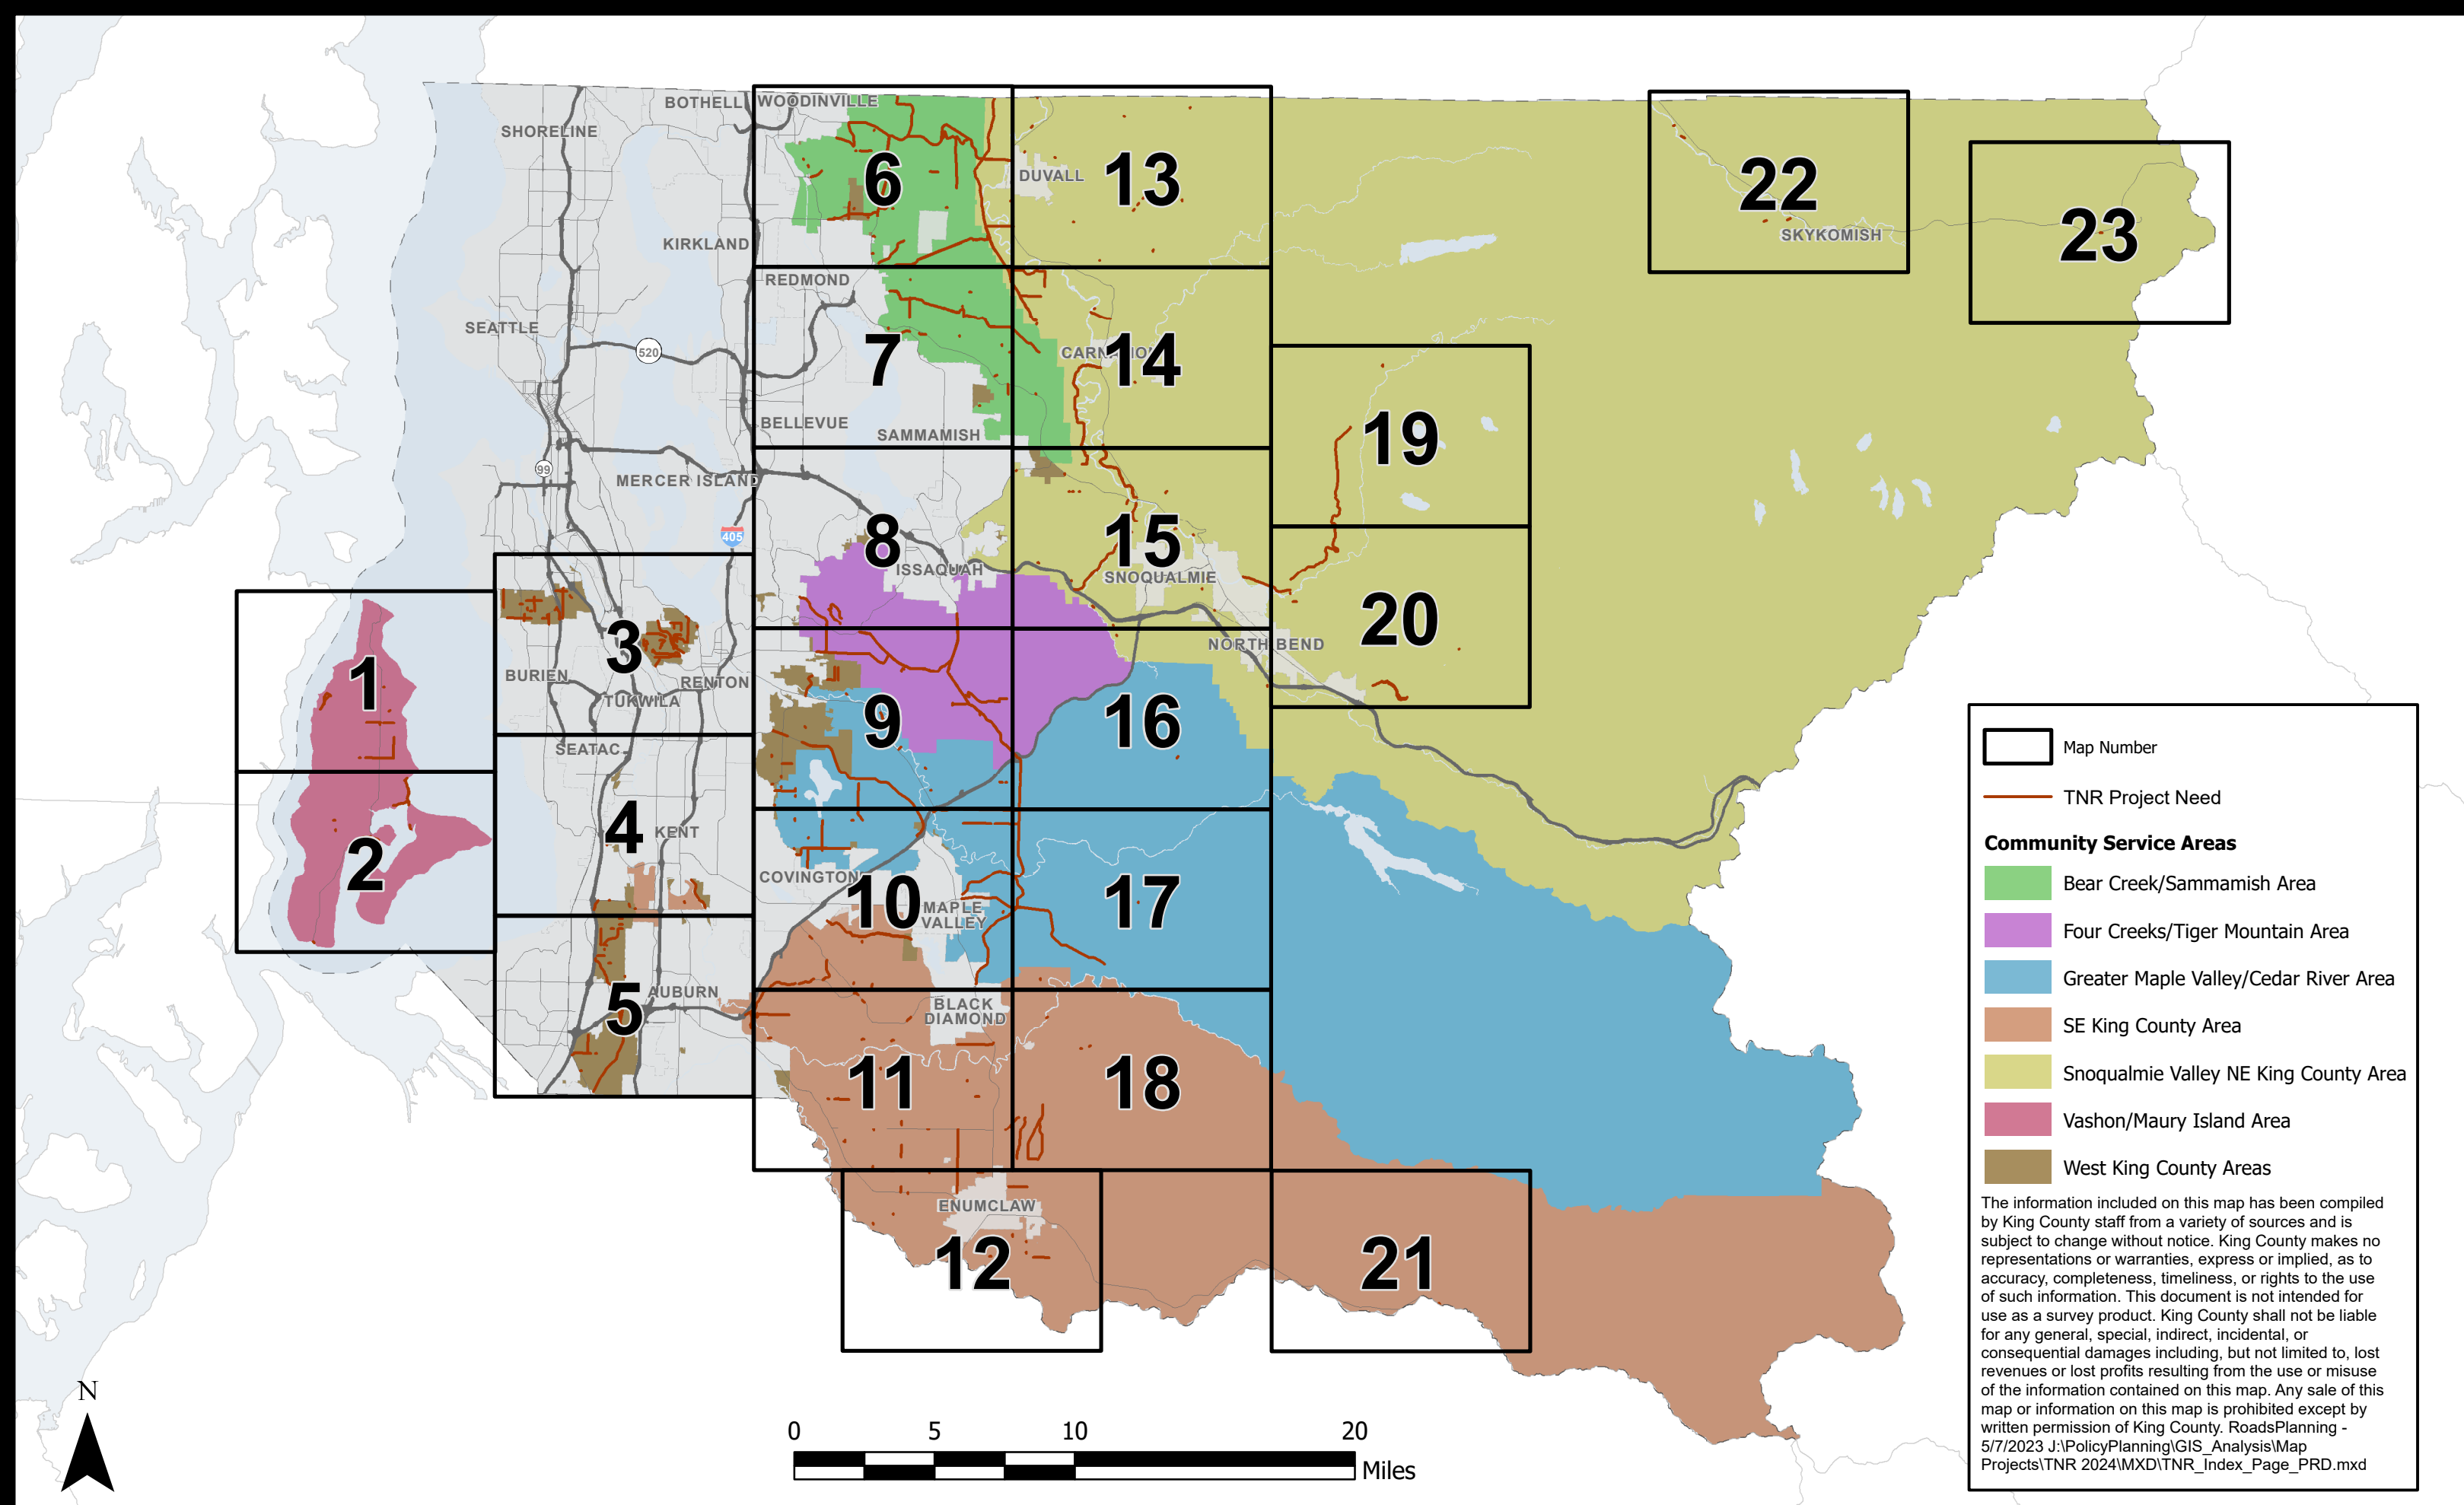 BOTHELL
WOODINVILLE
SHORELINE
6
13
DUVALL
22
SKYKOMISH
23
KIRKLAND
REDMOND
SEATTLE
520
7
CARNATION
14
BELLEVUE
SAMMAMISH
19
99
MERCER ISLAND
405
8
ISSAQUAH
15
SNOQUALMIE
20
NORTH BEND
1
3
BURIEN
RENTON
TUKWILA
9
16
SEATAC
4
KENT
2
COVINGTON
10
MAPLE
VALLEY
17
5
AUBURN
BLACK
DIAMOND
11
18
ENUMCLAW
12
21
Map Number
TNR Project Need
Community Service Areas
Bear Creek/Sammamish Area
Four Creeks/Tiger Mountain Area
Greater Maple Valley/Cedar River Area
SE King County Area
Snoqualmie Valley NE King County Area
Vashon/Maury Island Area
West King County Areas
The information included on this map has been compiled
by King County staff from a variety of sources and is
subject to change without notice. King County makes no
representations or warranties, express or implied, as to
accuracy, completeness, timeliness, or rights to the use
of such information. This document is not intended for
use as a survey product. King County shall not be liable
for any general, special, indirect, incidental, or
consequential damages including, but not limited to, lost
revenues or lost profits resulting from the use or misuse
of the information contained on this map. Any sale of this
map or information on this map is prohibited except by
written permission of King County. RoadsPlanning -
5/7/2023 J:\PolicyPlanning\GIS_Analysis\Map
Projects\TNR 2024\MXD\TNR_Index_Page_PRD.mxd
N
0 5 10 20
Miles